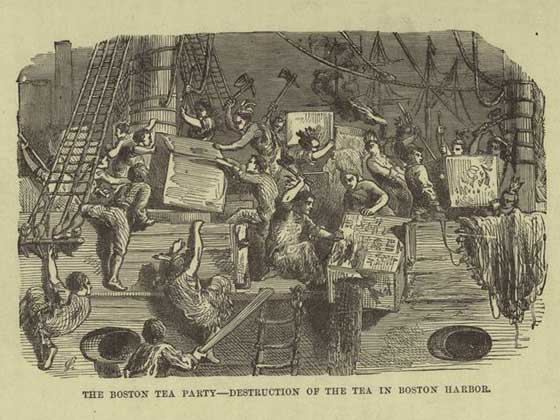 THE BOSTON TEA PARTY—DESTRUCTION OF THE TEA IN BOSTON HARBOR.